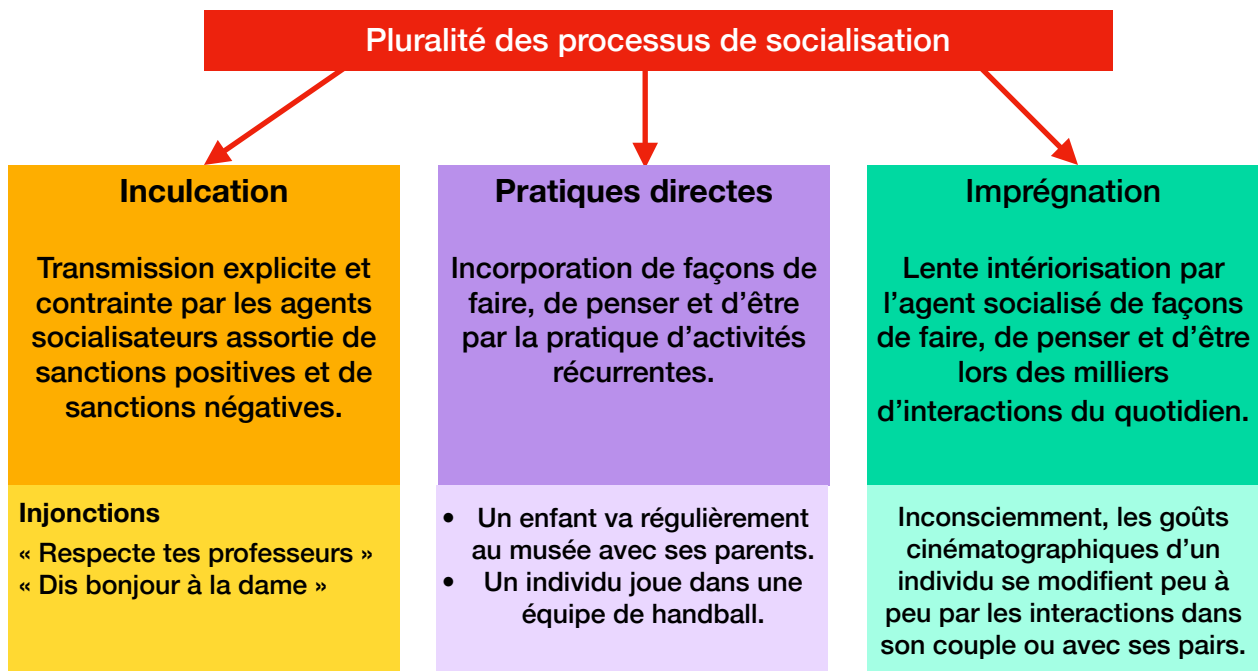 Pluralité des processus de socialisation
Inculcation
Transmission explicite et
contrainte par les agents
socialisateurs assortie de
sanctions positives et de
sanctions négatives.
Injonctions
« Respecte tes professeurs »
« Dis bonjour à la dame »
Pratiques directes
Incorporation de façons de
faire, de penser et d’être
par la pratique d’activités
récurrentes.
• Un enfant va régulièrement
au musée avec ses parents.
• Un individu joue dans une
équipe de handball.
Imprégnation
Lente intériorisation par
l’agent socialisé de façons
de faire, de penser et d’être
lors des milliers
d’interactions du quotidien.
Inconsciemment, les goûts
cinématographiques d’un
individu se modifient peu à
peu par les interactions dans
son couple ou avec ses pairs.